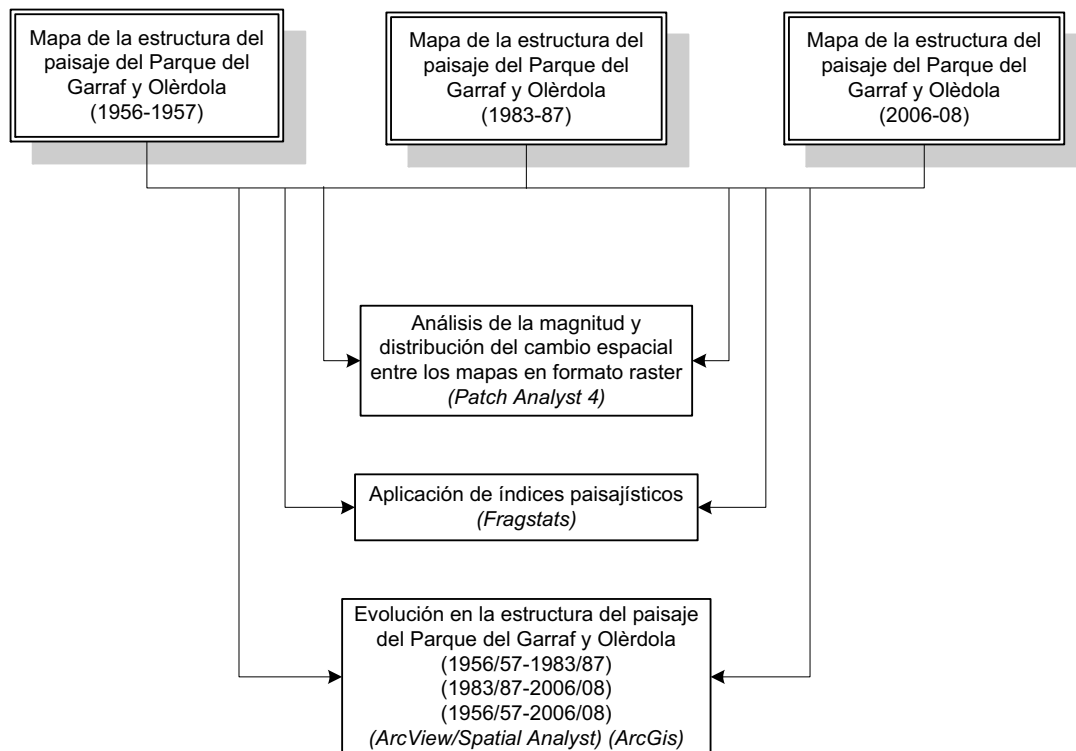 Mapa de la estructura del
paisaje del Parque del
Garraf y Olèrdola
(1956-1957)
Mapa de la estructura del
paisaje del Parque del
Garraf y Olèrdola
(1983-87)
Mapa de la estructura del
paisaje del Parque del
Garraf y Olèdola
(2006-08)
Análisis de la magnitud y
distribución del cambio espacial
entre los mapas en formato raster
(Patch Analyst 4)
Aplicación de índices paisajísticos
(Fragstats)
Evolución en la estructura del paisaje
del Parque del Garraf y Olèrdola
(1956/57-1983/87)
(1983/87-2006/08)
(1956/57-2006/08)
(ArcView/Spatial Analyst) (ArcGis)